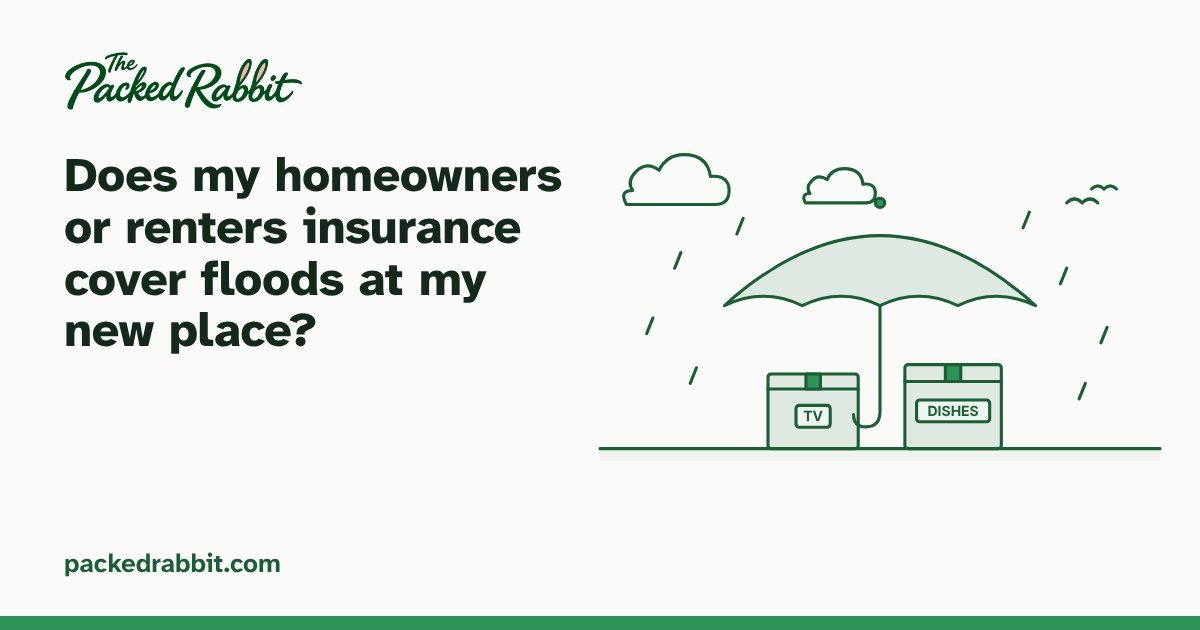 The
Packed Rabbit
Does my homeowners
or renters insurance
cover floods at my
new place?
TV
DISHES
packedrabbit.com